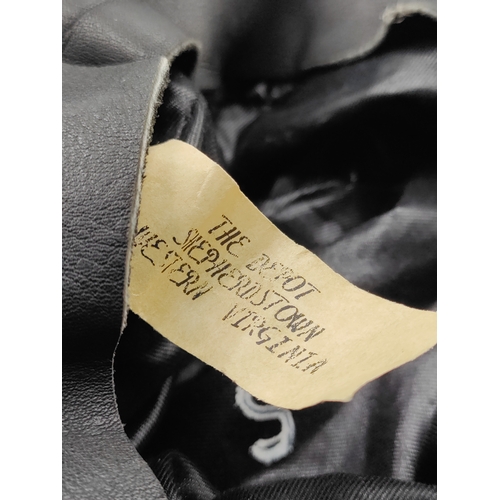 THE DEPOT
SHEPHERDSTOWN
WESTERN VIRGINIA
S